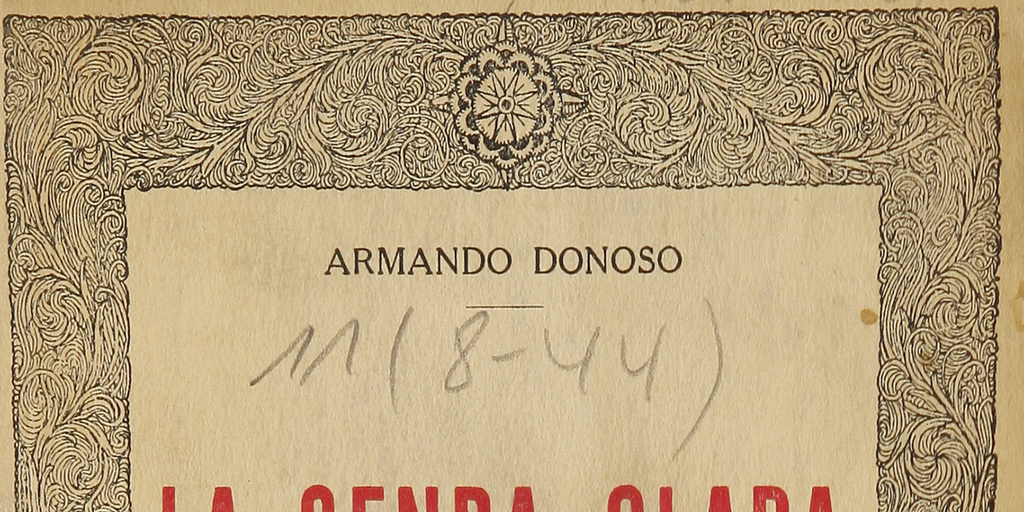 ARMANDO DONOSO
11 (8-44)
LA SENDA CLARA